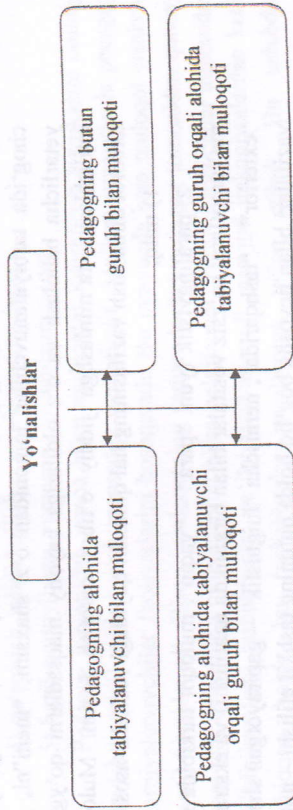 Yo‘nalishlar
Pedagogning alohida
tabiyalanuvchi bilan muloqoti
Pedagogning butun
guruh bilan muloqoti
Pedagogning alohida tabiyalanuvchi
orqali guruh bilan muloqoti
Pedagogning guruh orqali alohida
tabiyalanuvchi bilan muloqoti